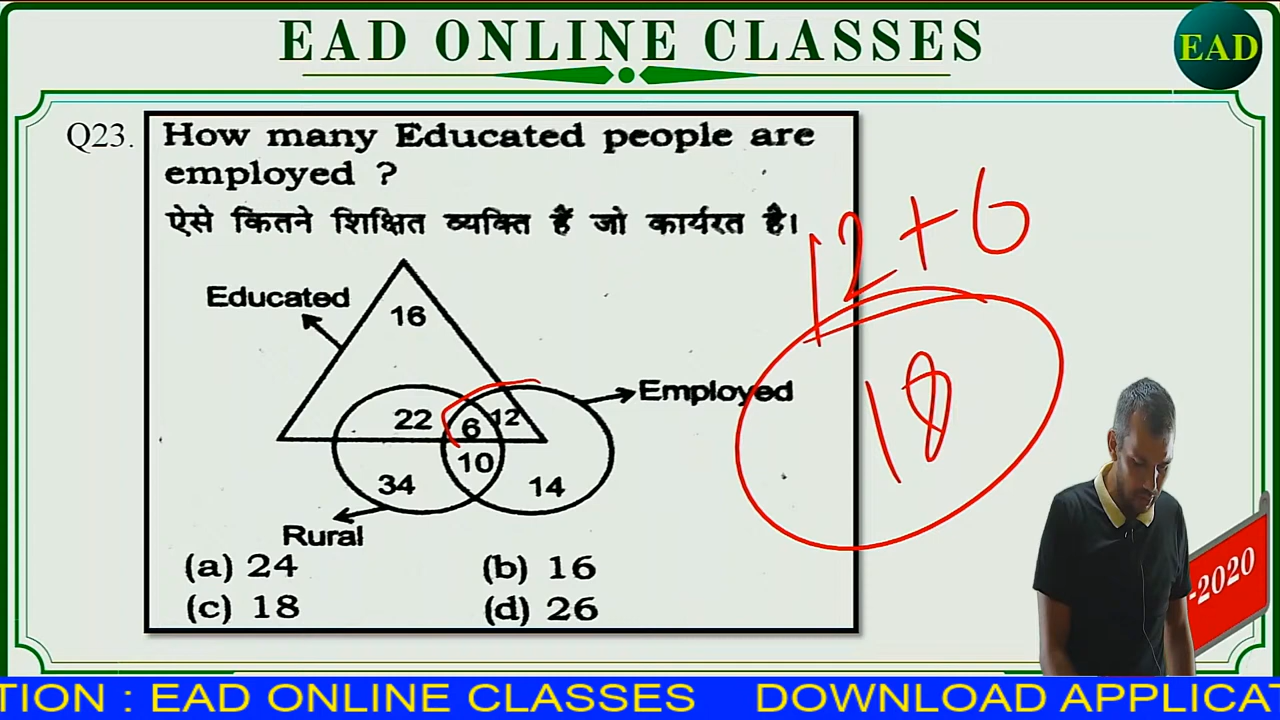 EAD ONLINE CLASSES
EAD
Q23.
How many Educated people are
employed ?
ऐसे कितने शिक्षित व्यक्ति हैं जो कार्यरत है।
12+6
Educated
16
18
Employed
22
6
12
10
34
14
Rural
(a) 24
(b) 16
(c) 18
(d) 26
-2020
TION : EAD ONLINE CLASSES DOWNLOAD APPLICAT